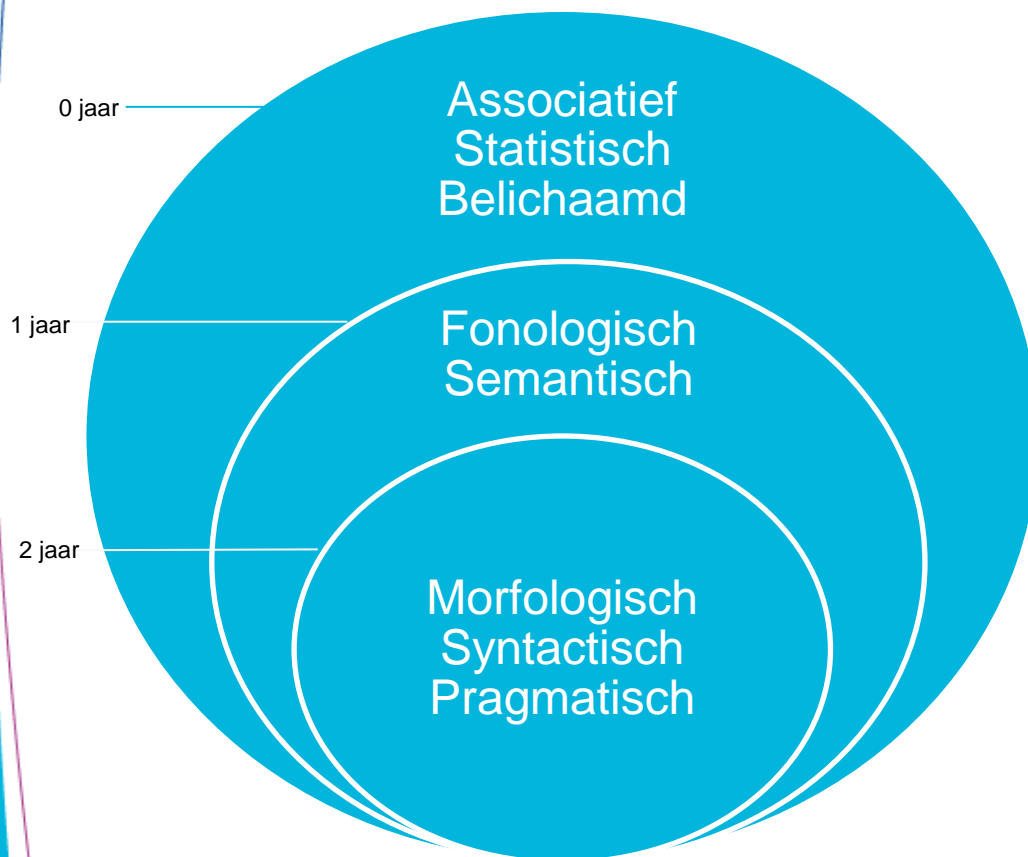 0 jaar
Associatief
Statistisch
Belichaamd
1 jaar
Fonologisch
Semantisch
2 jaar
Morfologisch
Syntactisch
Pragmatisch